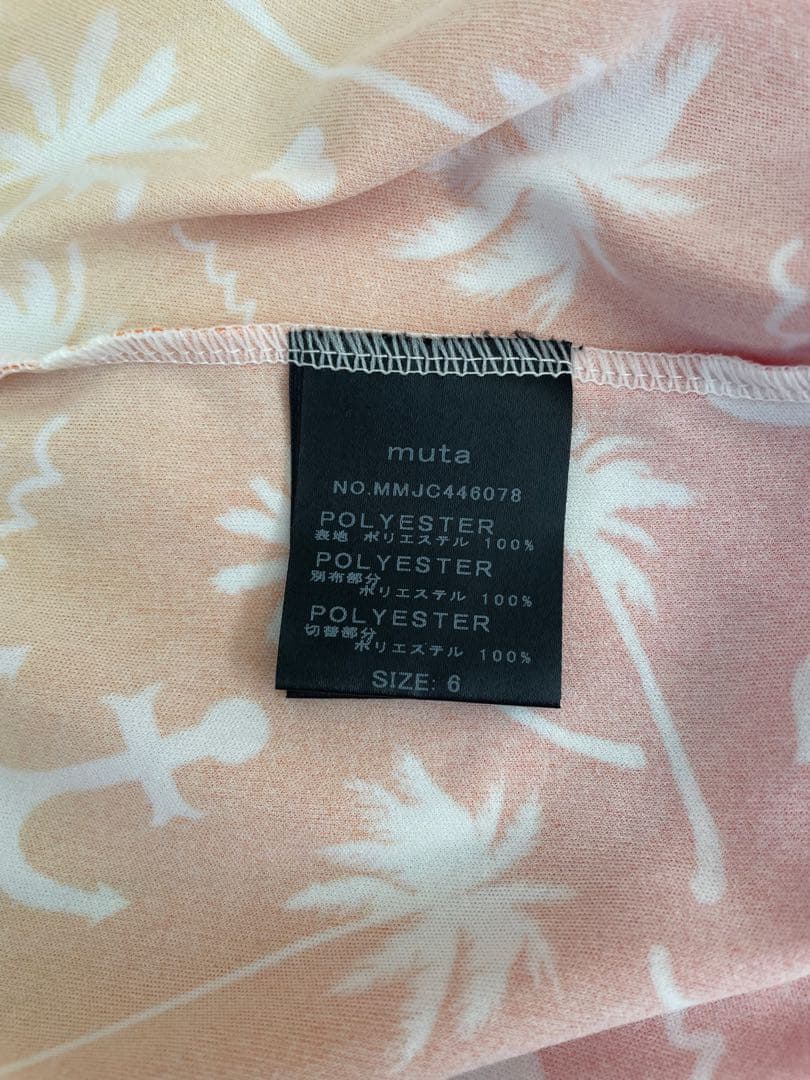 muta
NO.MMJC446078
POLYESTER
表地 ポリエステル 100%
POLYESTER
別布部分
ポリエステル 100%
POLYESTER
切替部分
ポリエステル 100%
SIZE: 6